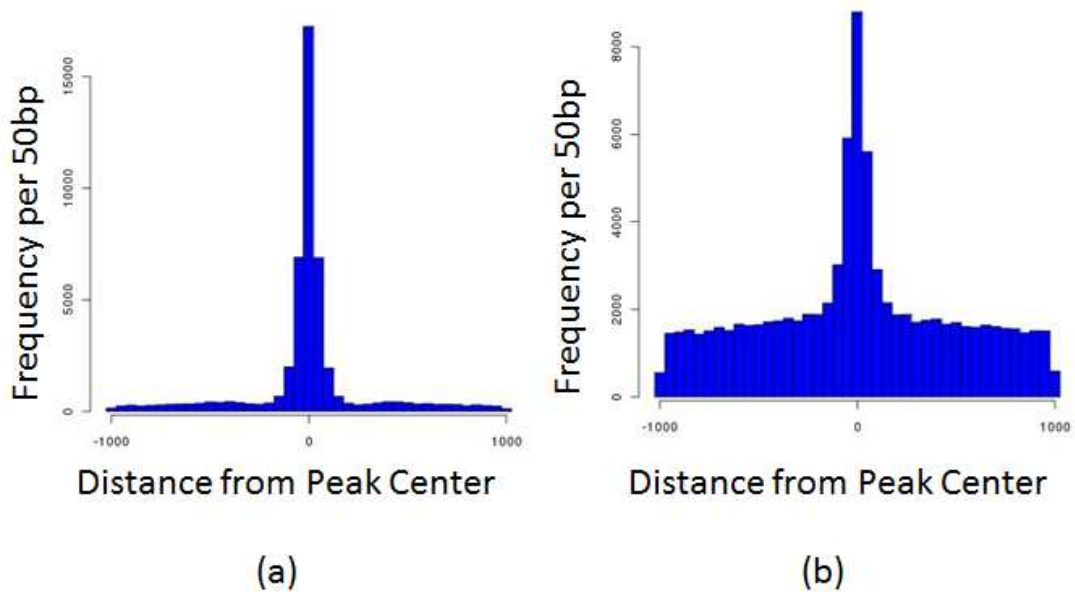 Frequency per 50bp
15000
10000
5000
0
-1000 0 1000
Distance from Peak Center
(a)
Frequency per 50bp
8000
6000
4000
2000
0
-1000 0 1000
Distance from Peak Center
(b)